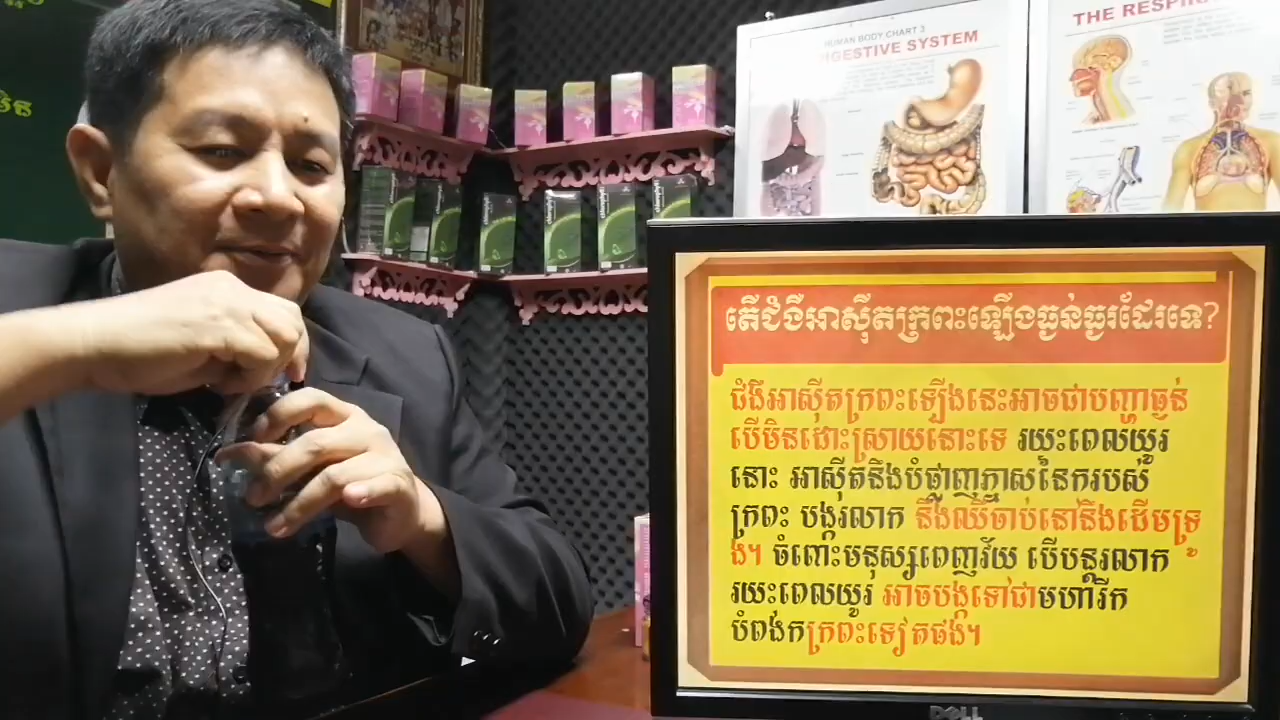 HUMAN BODY CHART 3
DIGESTIVE SYSTEM
THE RESPIR
តើជំងឺអាស៊ីតក្រពះឡើងធ្ងន់ធ្ងរដែរទេ?
ជំងឺអាស៊ីតក្រពះឡើងនេះអាចជាបញ្ហាធ្ងន់
បើមិនដោះស្រាយនោះទេ រយៈពេលយូរ
នោះ អាស៊ីតនិងបំផ្លាញភ្នាសនៃករបស់
ក្រពះ បង្ករលាក និងឈឺចាប់នៅនិងដើមទ្រូ
ង។ ចំពោះមនុស្សពេញវ័យ បើបន្តរលាក
រយៈពេលយូរ អាចបង្កទៅជាមហារីក
បំពង់កក្រពះទៀតផង។
DELL